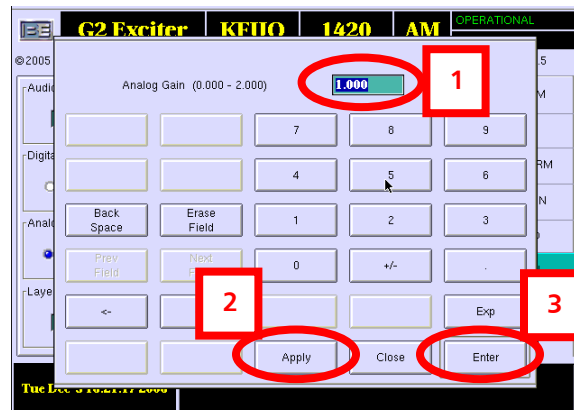 G2 Exciter KFUO 1420 AM OPERATIONAL
©2005 .5
Analog Gain (0.000 - 2.000) 1.000 1
7 8 9
4 5 6
Back Space Erase Field 1 2 3
Prev Field Next 0 +/- .
<- 2 Exp 3
Apply Close Enter